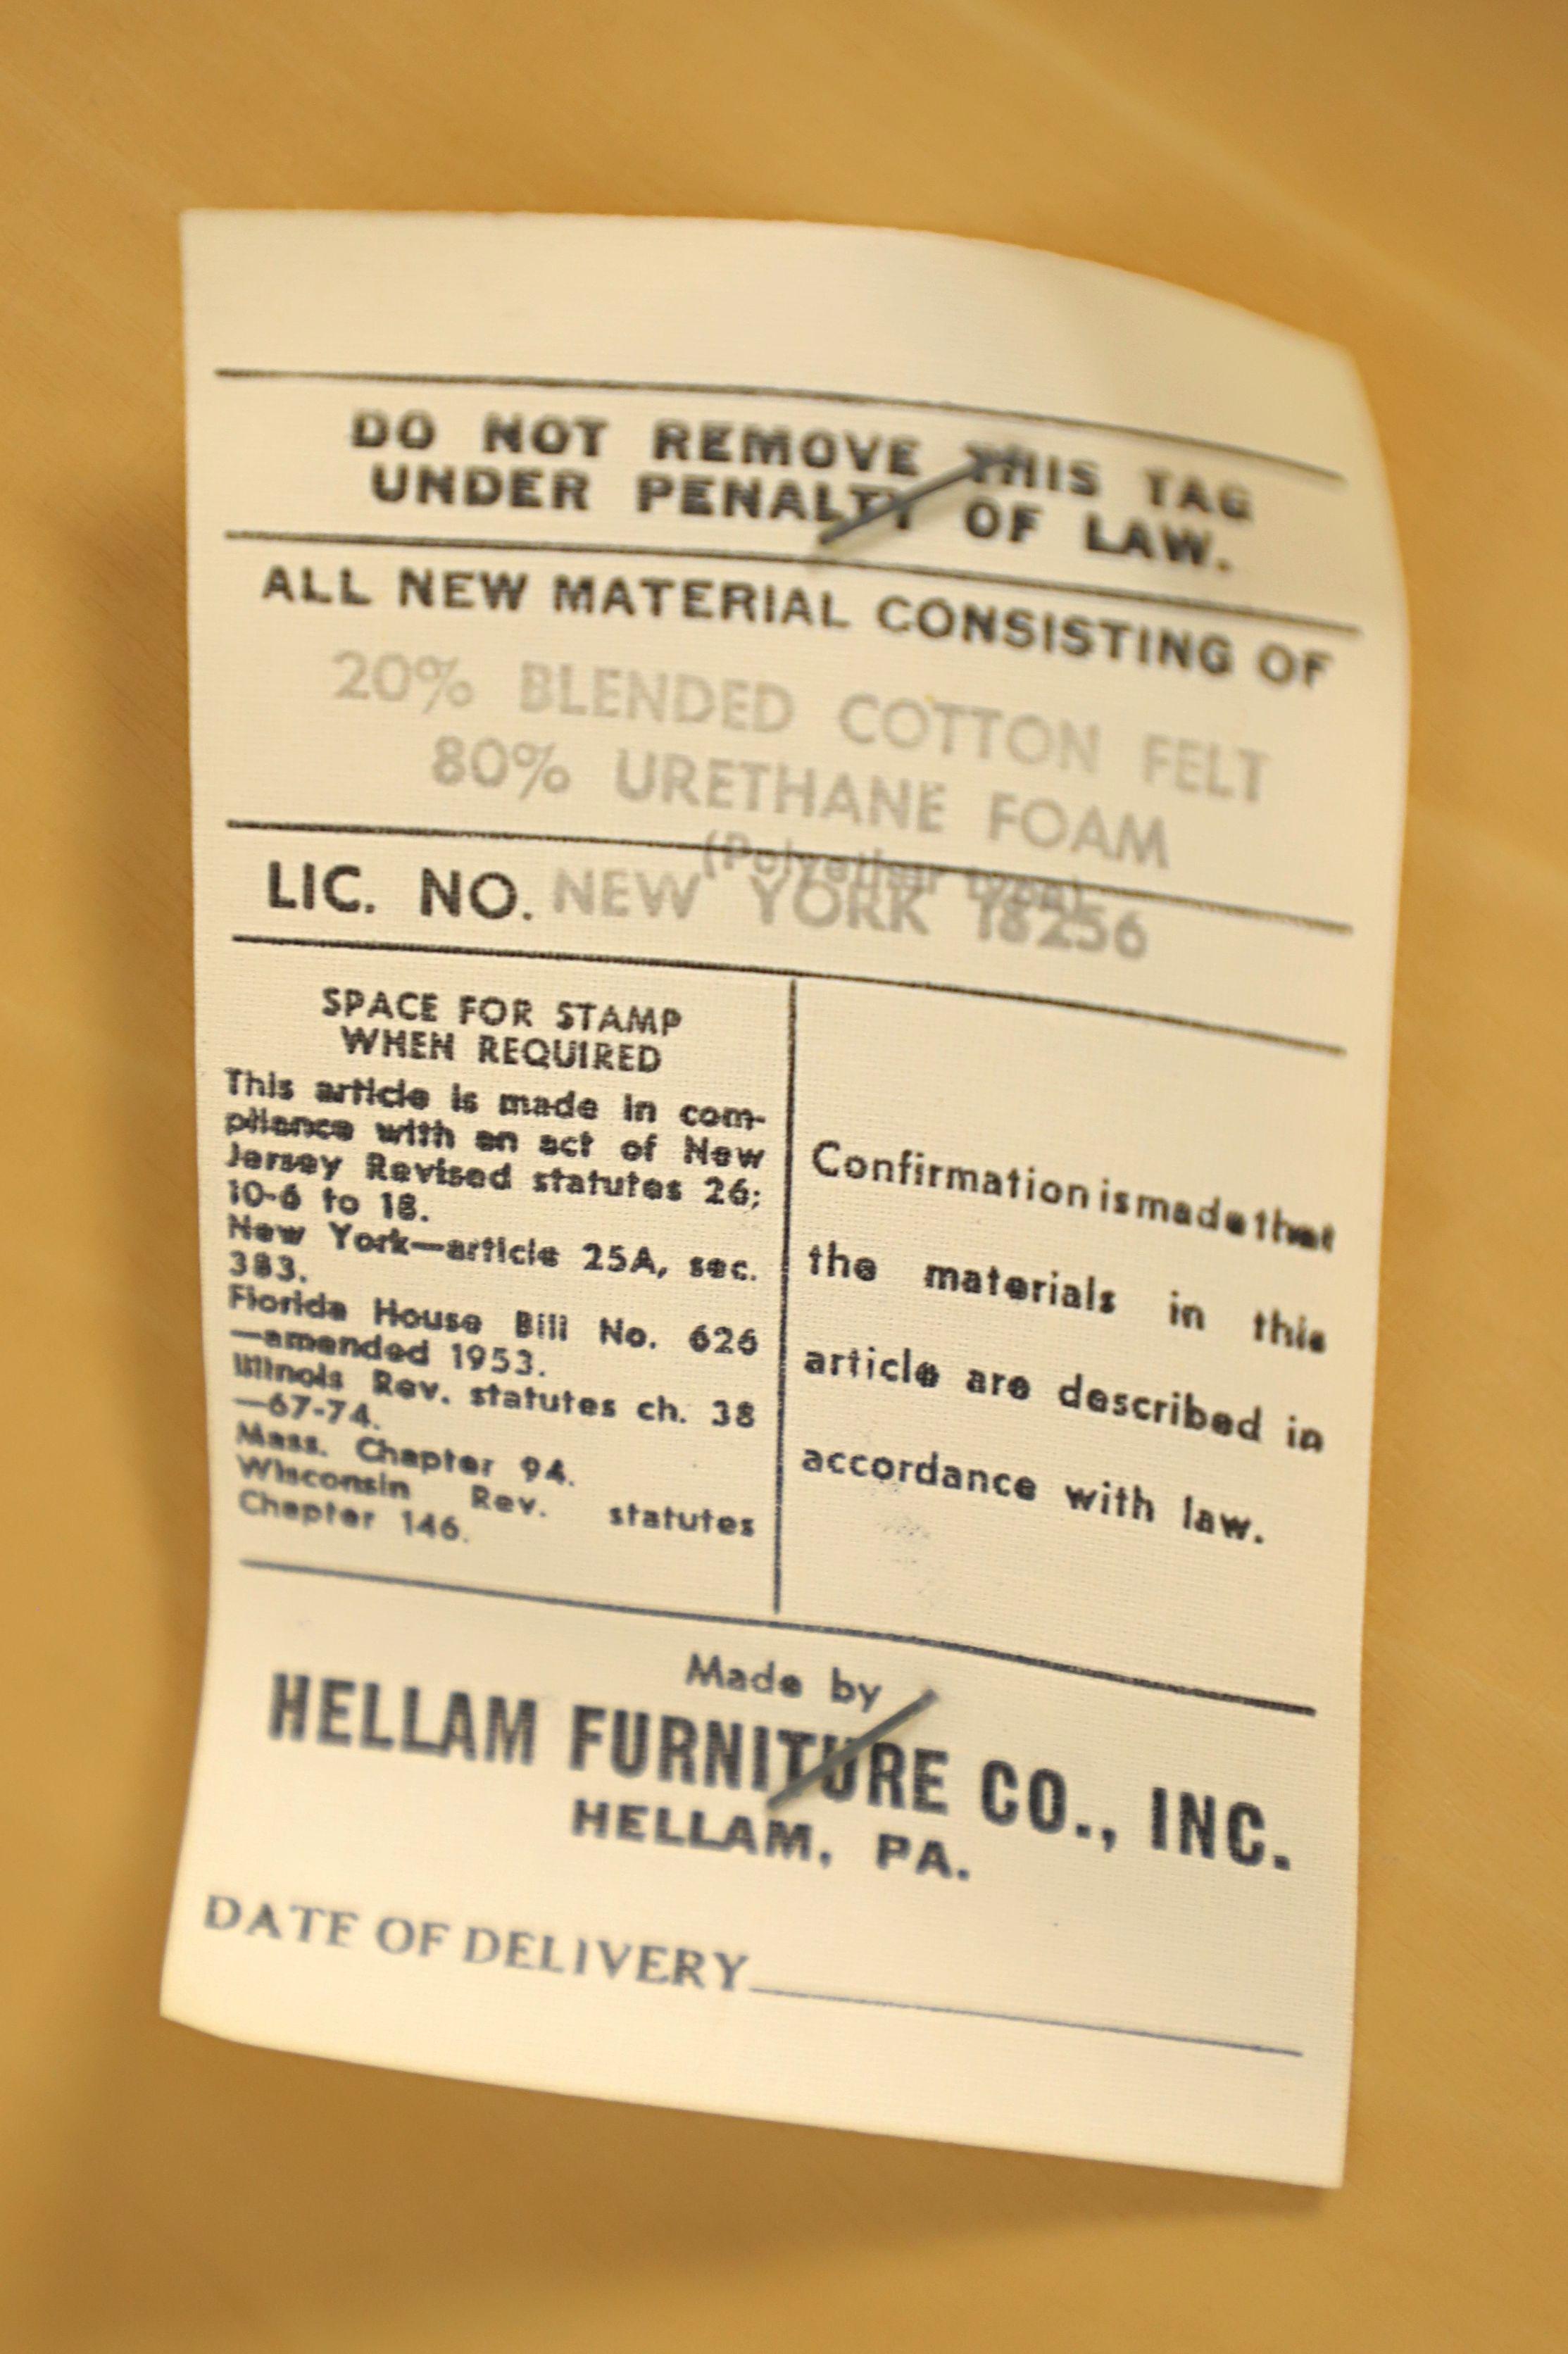 DO NOT REMOVE THIS TAG
UNDER PENALTY OF LAW.
ALL NEW MATERIAL CONSISTING OF
20% BLENDED COTTON FELT
80% URETHANE FOAM
(Polyether type)
LIC. NO. NEW YORK 18256
SPACE FOR STAMP
WHEN REQUIRED
This article is made in com-
pliance with an act of New
Jersey Revised statutes 26;
10-6 to 18.
New York—article 25A, sec.
383.
Florida House Bill No. 626
—amended 1953.
Illinois Rev. statutes ch. 38
—67-74.
Mass. Chapter 94.
Wisconsin Rev. statutes
Chapter 146.
Confirmation is made that
the materials in this
article are described in
accordance with law.
Made by
HELLAM FURNITURE CO., INC.
HELLAM, PA.
DATE OF DELIVERY